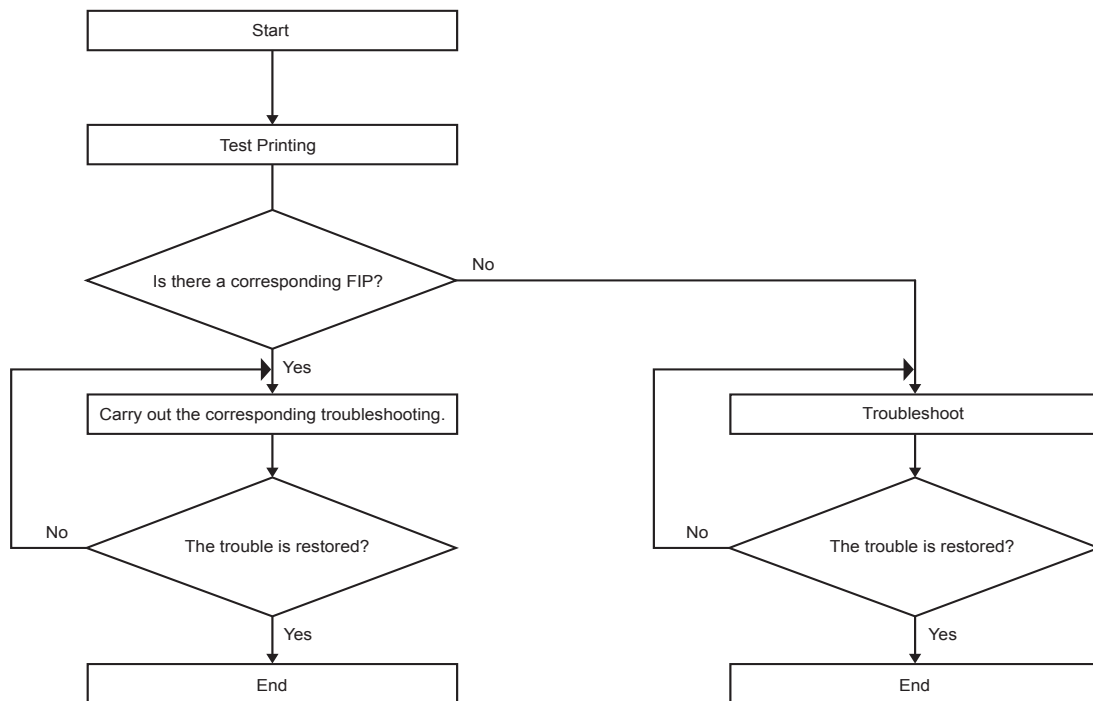 Start
Test Printing
Is there a corresponding FIP?
No
Yes
Carry out the corresponding troubleshooting.
Troubleshoot
No
The trouble is restored?
No
The trouble is restored?
Yes
Yes
End
End